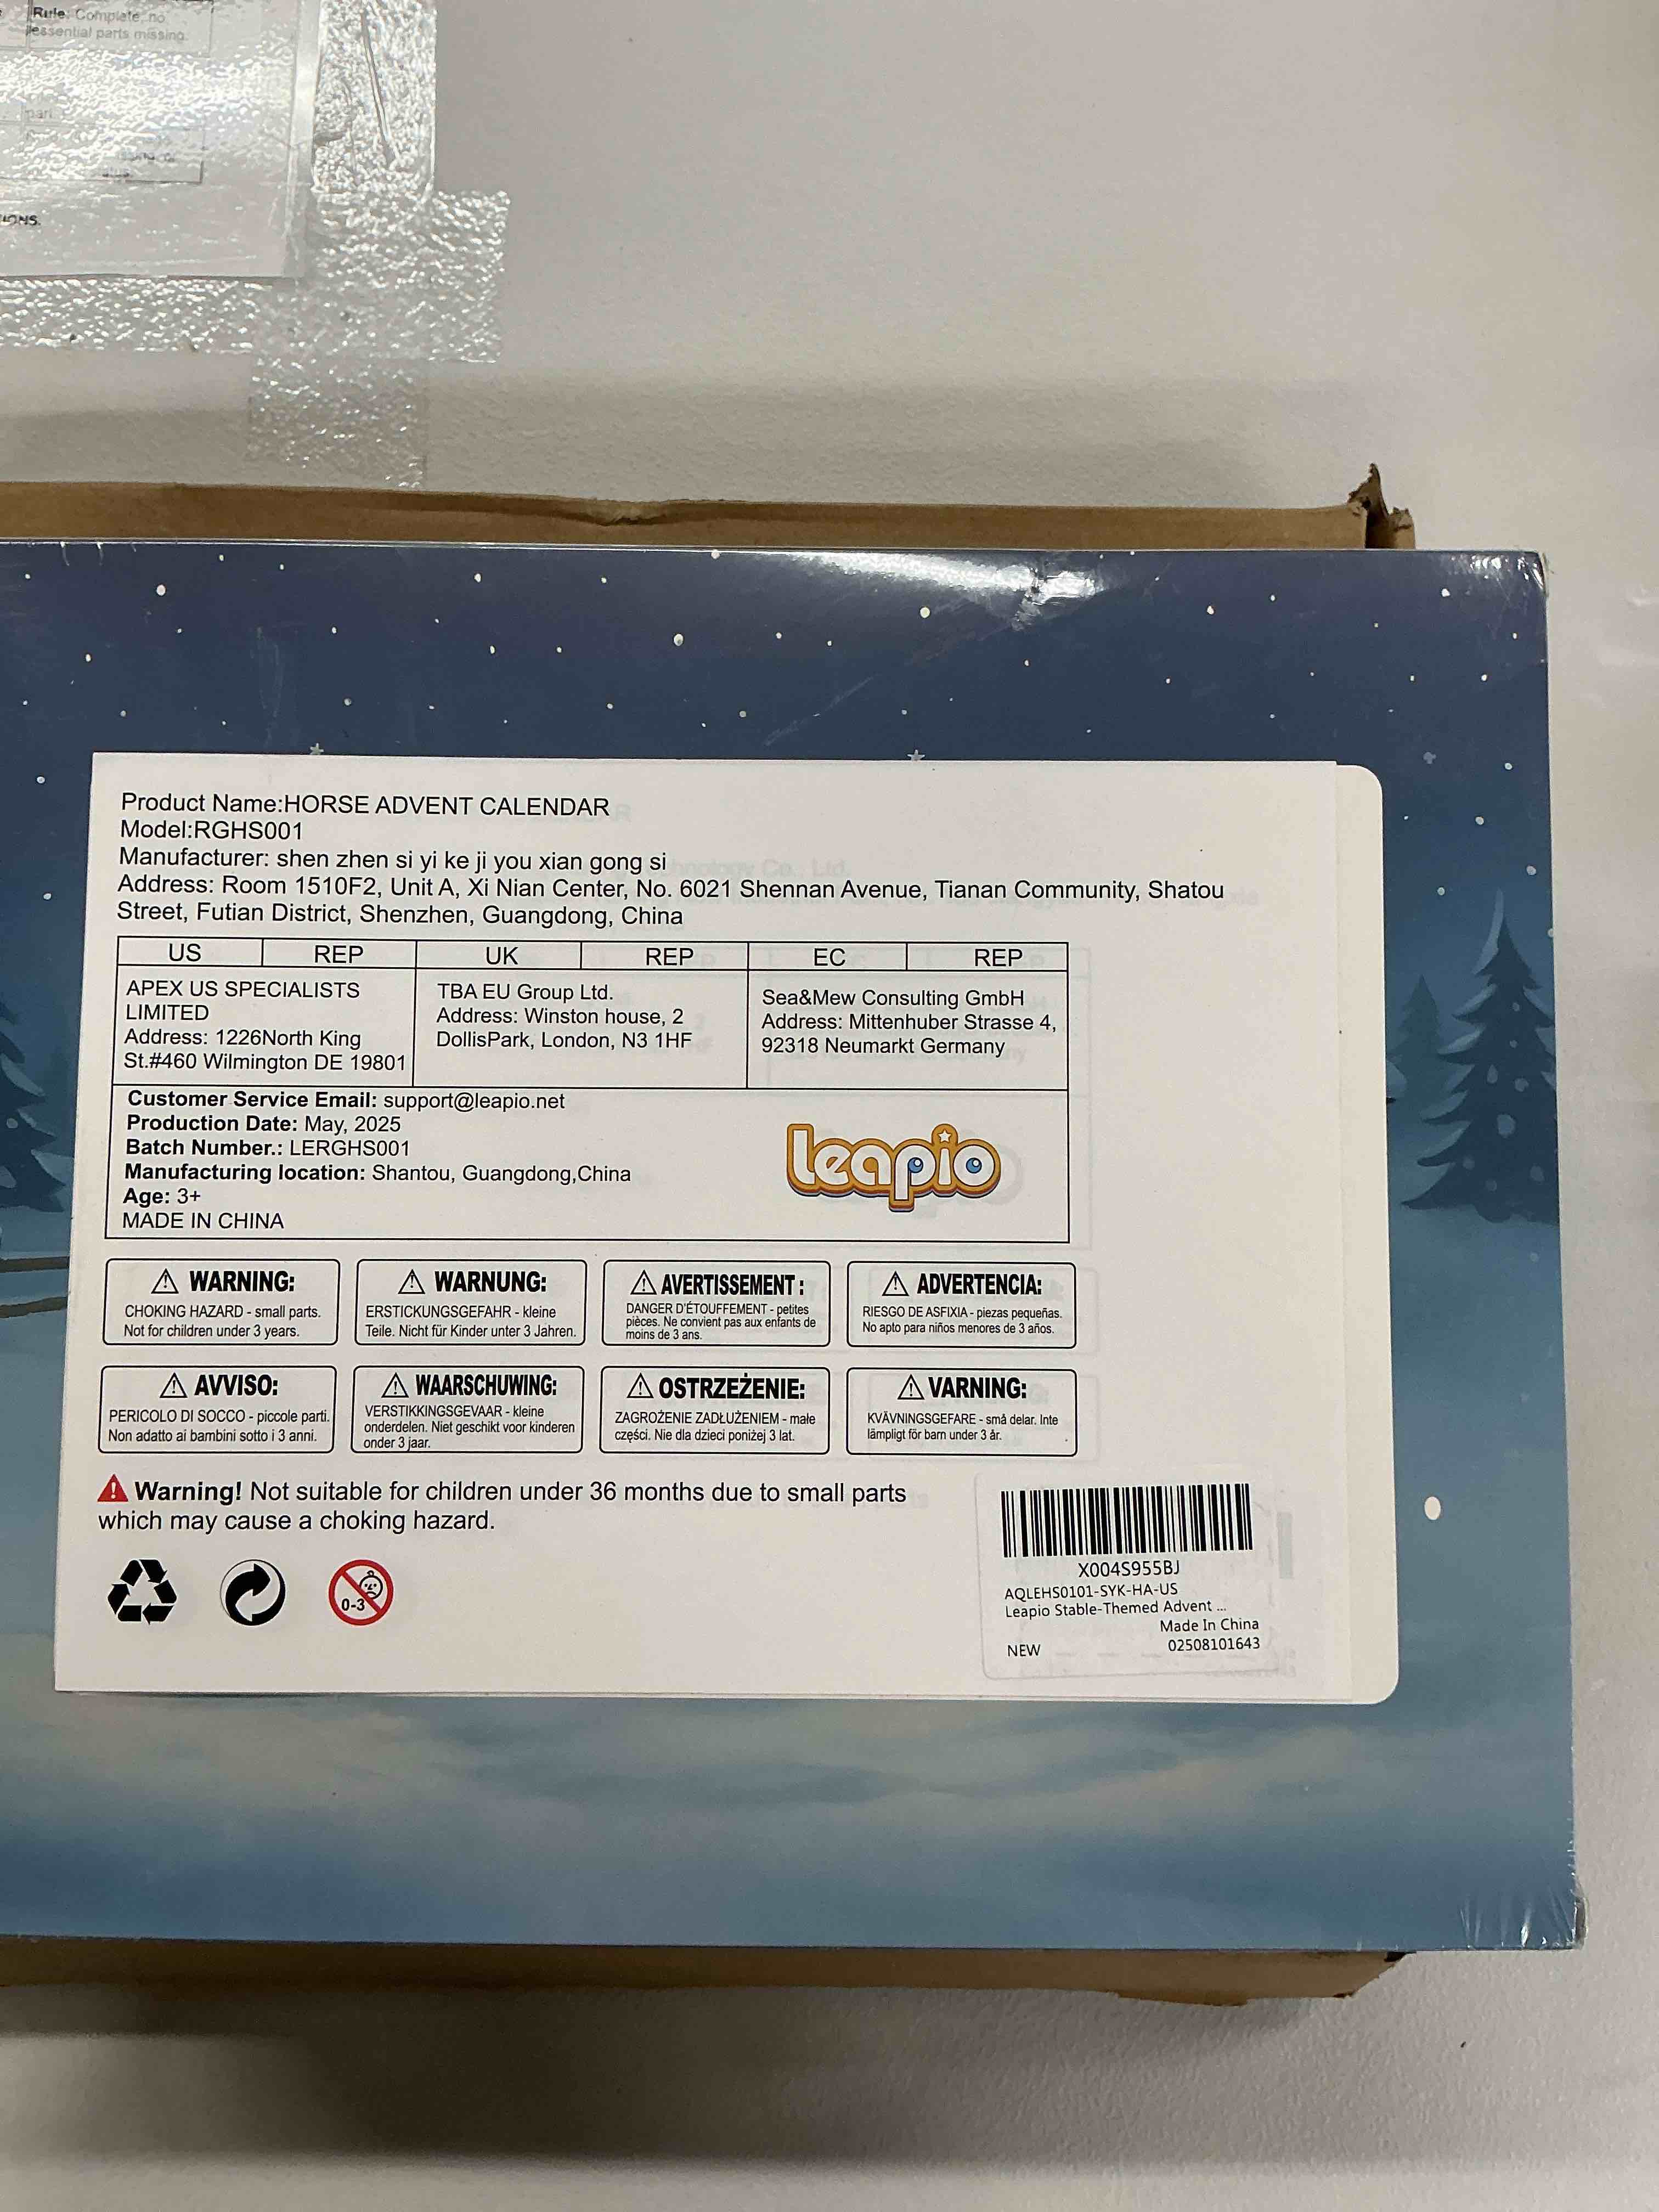 Rule: Complete, no
essential parts missing.
part
IONS.
Product Name:HORSE ADVENT CALENDAR
Model:RGHS001
Manufacturer: shen zhen si yi ke ji you xian gong si
Address: Room 1510F2, Unit A, Xi Nian Center, No. 6021 Shennan Avenue, Tianan Community, Shatou
Street, Futian District, Shenzhen, Guangdong, China
US REP UK REP EC REP
APEX US SPECIALISTS
LIMITED
Address: 1226North King
St.#460 Wilmington DE 19801
TBA EU Group Ltd.
Address: Winston house, 2
DollisPark, London, N3 1HF
Sea&Mew Consulting GmbH
Address: Mittenhuber Strasse 4,
92318 Neumarkt Germany
Customer Service Email: support@leapio.net
Production Date: May, 2025
Batch Number.: LERGHS001
Manufacturing location: Shantou, Guangdong,China
Age: 3+
MADE IN CHINA
leapio
WARNING:
CHOKING HAZARD - small parts.
Not for children under 3 years.
WARNUNG:
ERSTICKUNGSGEFAHR - kleine
Teile. Nicht für Kinder unter 3 Jahren.
AVERTISSEMENT :
DANGER D'ÉTOUFFEMENT - petites
pièces. Ne convient pas aux enfants de
moins de 3 ans.
ADVERTENCIA:
RIESGO DE ASFIXIA - piezas pequeñas.
No apto para niños menores de 3 años.
AVVISO:
PERICOLO DI SOCCO - piccole parti.
Non adatto ai bambini sotto i 3 anni.
WAARSCHUWING:
VERSTIKKINGSGEVAAR - kleine
onderdelen. Niet geschikt voor kinderen
onder 3 jaar.
OSTRZEŻENIE:
ZAGROŻENIE ZADŁUŻENIEM - małe
części. Nie dla dzieci poniżej 3 lat.
VARNING:
KVÄVNINGSGEFARE - små delar. Inte
lämpligt för barn under 3 år.
Warning! Not suitable for children under 36 months due to small parts
which may cause a choking hazard.
0-3
X004S955BJ
AQLEHS0101-SYK-HA-US
Leapio Stable-Themed Advent ...
Made In China
NEW 02508101643